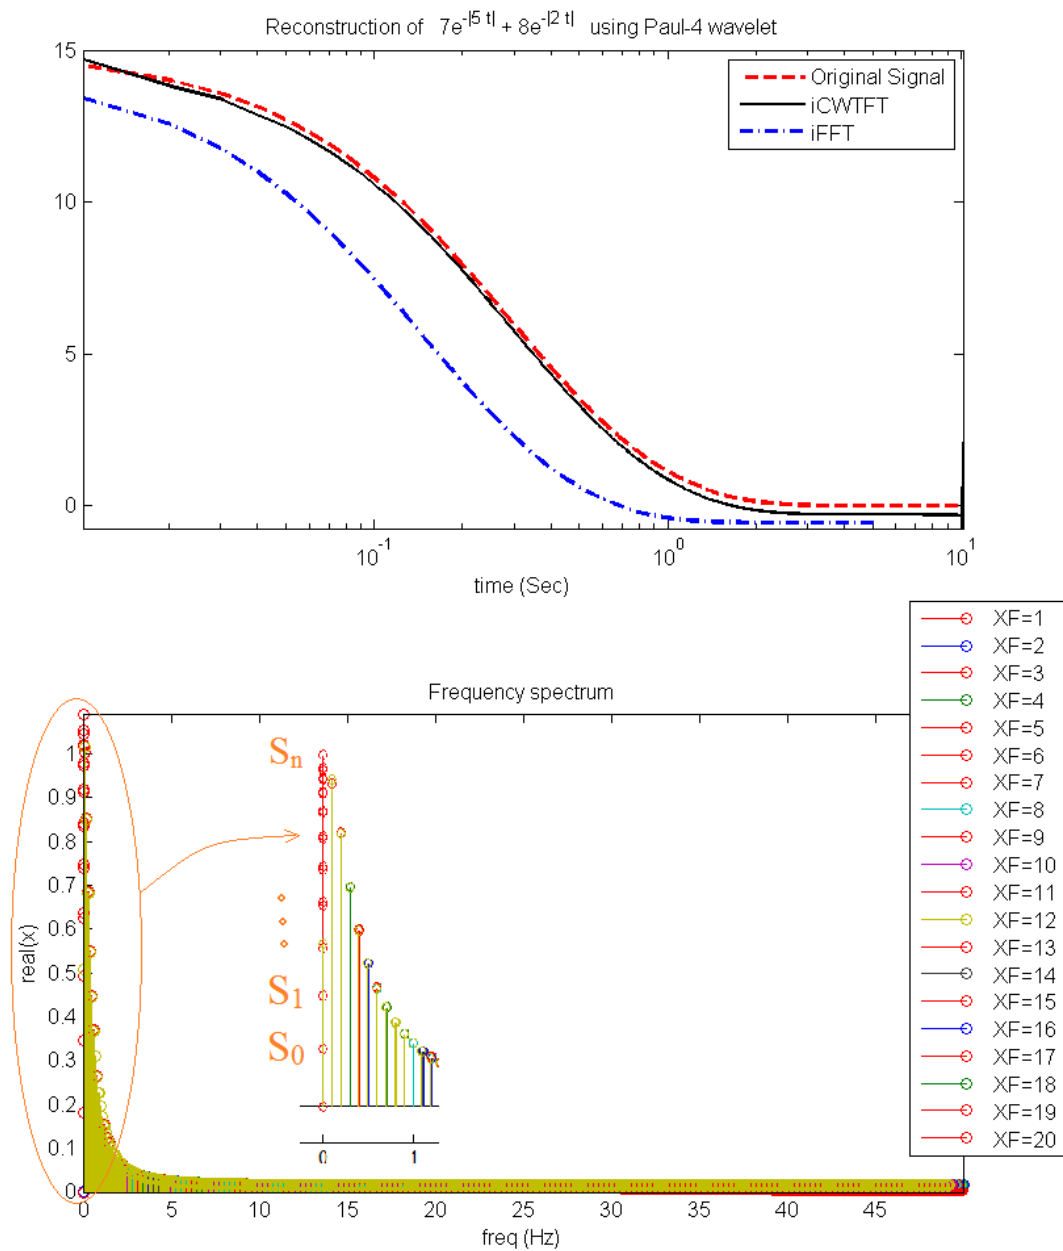 Reconstruction of 7e^-|5 t| + 8e^-|2 t| using Paul-4 wavelet
15
10
5
0
Original Signal
iCWTFT
iFFT
10^-1
10^0
10^1
time (Sec)
Frequency spectrum
real(x)
1
0.9
0.8
0.7
0.6
0.5
0.4
0.3
0.2
0.1
0
S_n
S_1
S_0
0
1
0
5
10
15
20
25
30
35
40
45
freq (Hz)
XF=1
XF=2
XF=3
XF=4
XF=5
XF=6
XF=7
XF=8
XF=9
XF=10
XF=11
XF=12
XF=13
XF=14
XF=15
XF=16
XF=17
XF=18
XF=19
XF=20